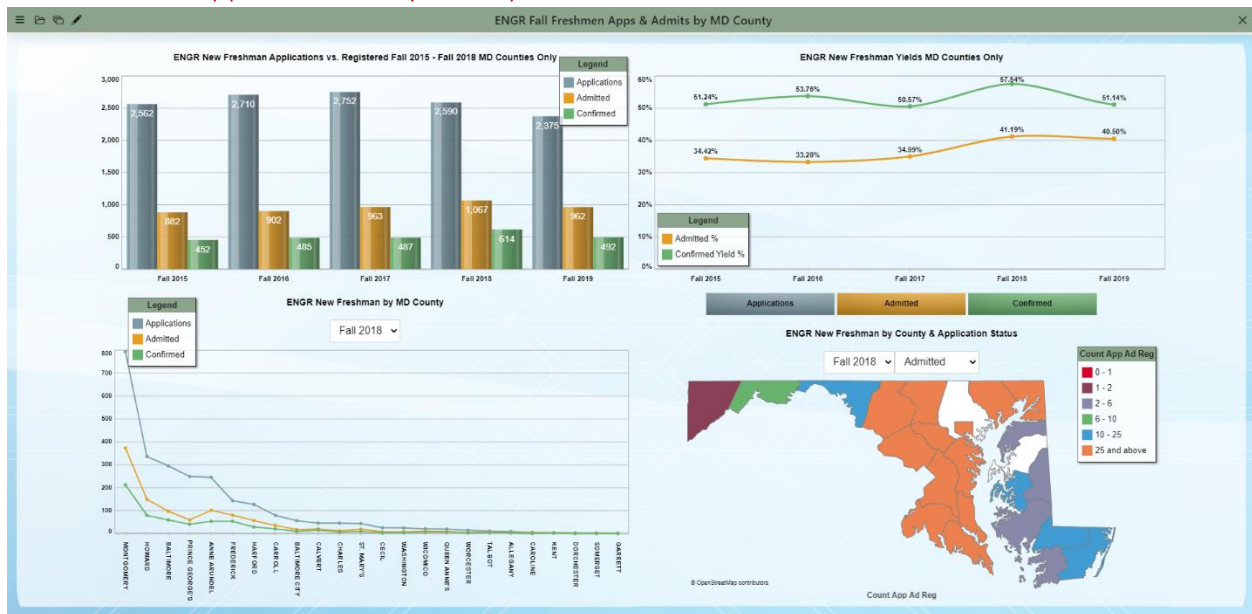 ENGR Fall Freshmen Apps & Admits by MD County
ENGR New Freshman Applications vs. Registered Fall 2015 - Fall 2018 MD Counties Only
Legend
Applications
Admitted
Confirmed
3,000
2,500
2,000
1,500
1,000
500
0
2,562
2,710
2,752
2,590
2,375
882
902
963
1,067
962
452
485
487
614
492
Fall 2015
Fall 2016
Fall 2017
Fall 2018
Fall 2019
ENGR New Freshman Yields MD Counties Only
60%
50%
40%
30%
20%
10%
0%
51.24%
53.76%
50.57%
57.54%
51.14%
34.42%
33.28%
34.99%
41.19%
40.50%
Legend
Admitted %
Confirmed Yield %
Fall 2015
Fall 2016
Fall 2017
Fall 2018
Fall 2019
ENGR New Freshman by MD County
Legend
Applications
Admitted
Confirmed
Fall 2018
800
700
600
500
400
300
200
100
0
MONTGOMERY
HOWARD
BALTIMORE
PRINCE GEORGE'S
ANNE ARUNDEL
FREDERICK
HARFORD
CARROLL
BALTIMORE CITY
CALVERT
CHARLES
ST. MARY'S
CECIL
WASHINGTON
WICOMICO
QUEEN ANNE'S
WORCESTER
TALBOT
ALLEGANY
CAROLINE
KENT
DORCHESTER
SOMERSET
GARRETT
Applications
Admitted
Confirmed
ENGR New Freshman by County & Application Status
Fall 2018
Admitted
Count App Ad Reg
0 - 1
1 - 2
2 - 6
6 - 10
10 - 25
25 and above
© OpenStreetMap contributors
Count App Ad Reg